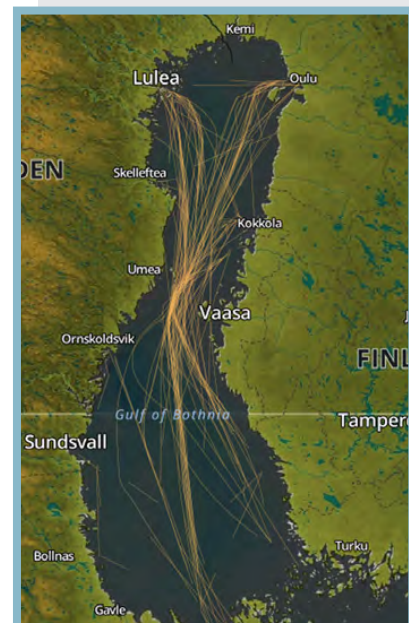 Kemi
Lulea
Oulu
DEN
Skelleftea
Kokkola
Umea
Vaasa
Ornskoldsvik
FINL
Gulf of Bothnia
Tamper
Sundsvall
Turku
Bollnas
Gavle